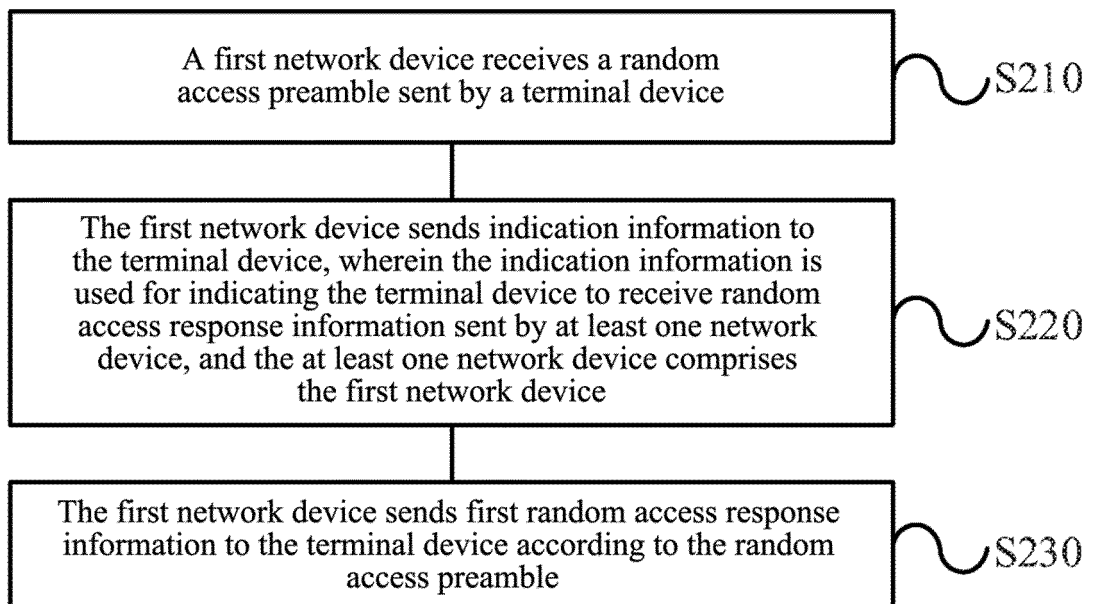 A first network device receives a random
access preamble sent by a terminal device
S210
The first network device sends indication information to
the terminal device, wherein the indication information is
used for indicating the terminal device to receive random
access response information sent by at least one network
device, and the at least one network device comprises
the first network device
S220
The first network device sends first random access response
information to the terminal device according to the random
access preamble
S230